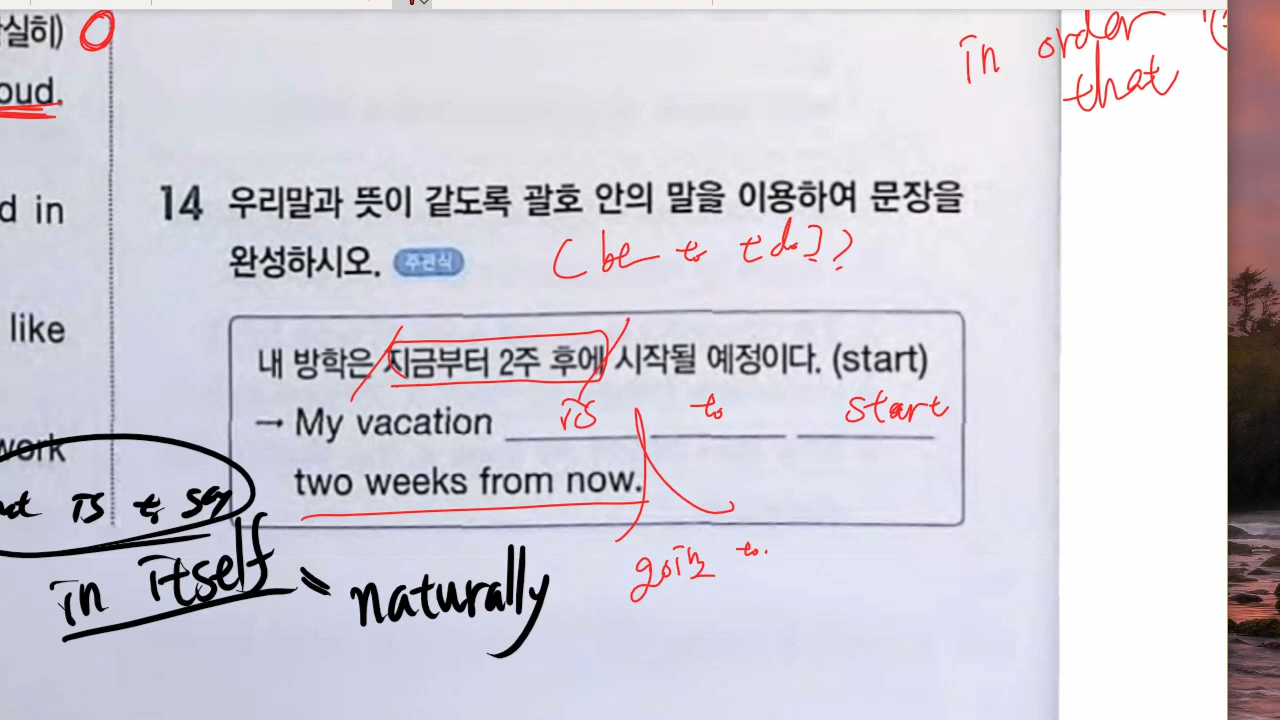 실히)
oud.
in order
that
14 우리말과 뜻이 같도록 괄호 안의 말을 이용하여 문장을
완성하시오. 주관식
(be to
d in
like
내 방학은 지금부터 2주 후에 시작될 예정이다. (start)
→ My vacation is to start
two weeks from now.
work
is to say
going to.
in itself = naturally